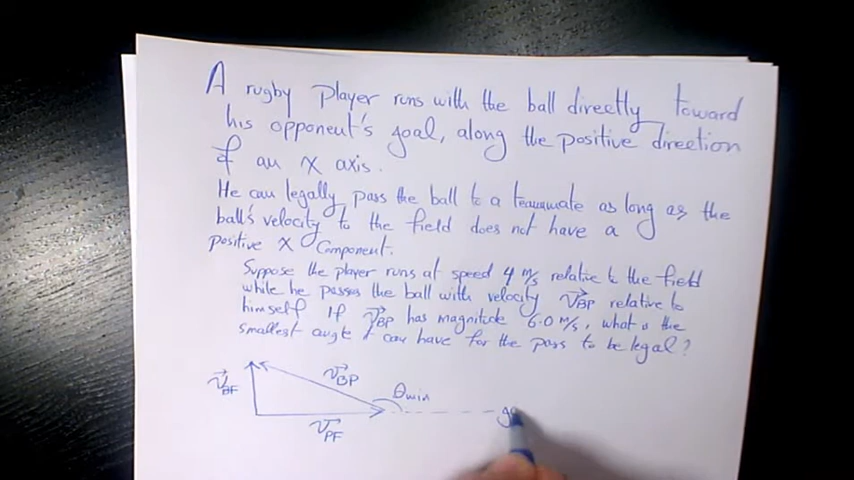 A rugby player runs with the ball directly toward
his opponent's goal, along the positive direction
of an x axis.
He can legally pass the ball to a teammate as long as the
ball's velocity to the field does not have a
positive x component.
Suppose the player runs at speed 4 m/s relative to the field
while he passes the ball with velocity v⃗BP relative to
himself If v⃗BP has magnitude 6.0 m/s, what is the
smallest angle it can have for the pass to be legal?
v⃗BF
v⃗BP
θmin
v⃗PF